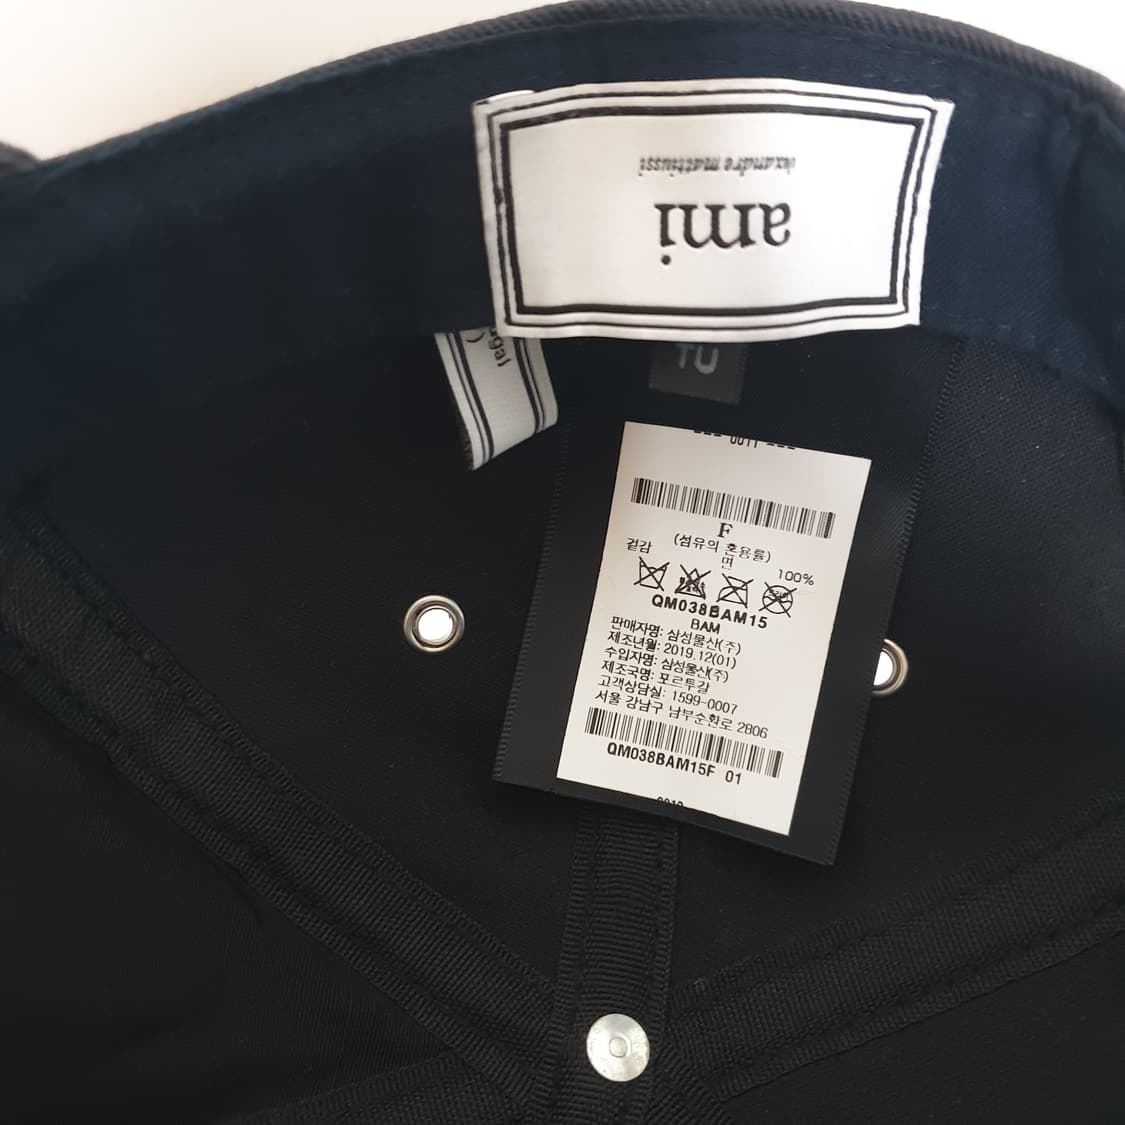 ami
alexandre mattiussi
TU
0011
F
(섬유의 혼용률)
겉감 면 100%
QM038BAM15
BAM
판매자명: 삼성물산(주)
제조년월: 2019.12(01)
수입자명: 삼성물산(주)
제조국명: 포르투갈
고객상담실: 1599-0007
서울 강남구 남부순환로 2806
QM038BAM15F 01